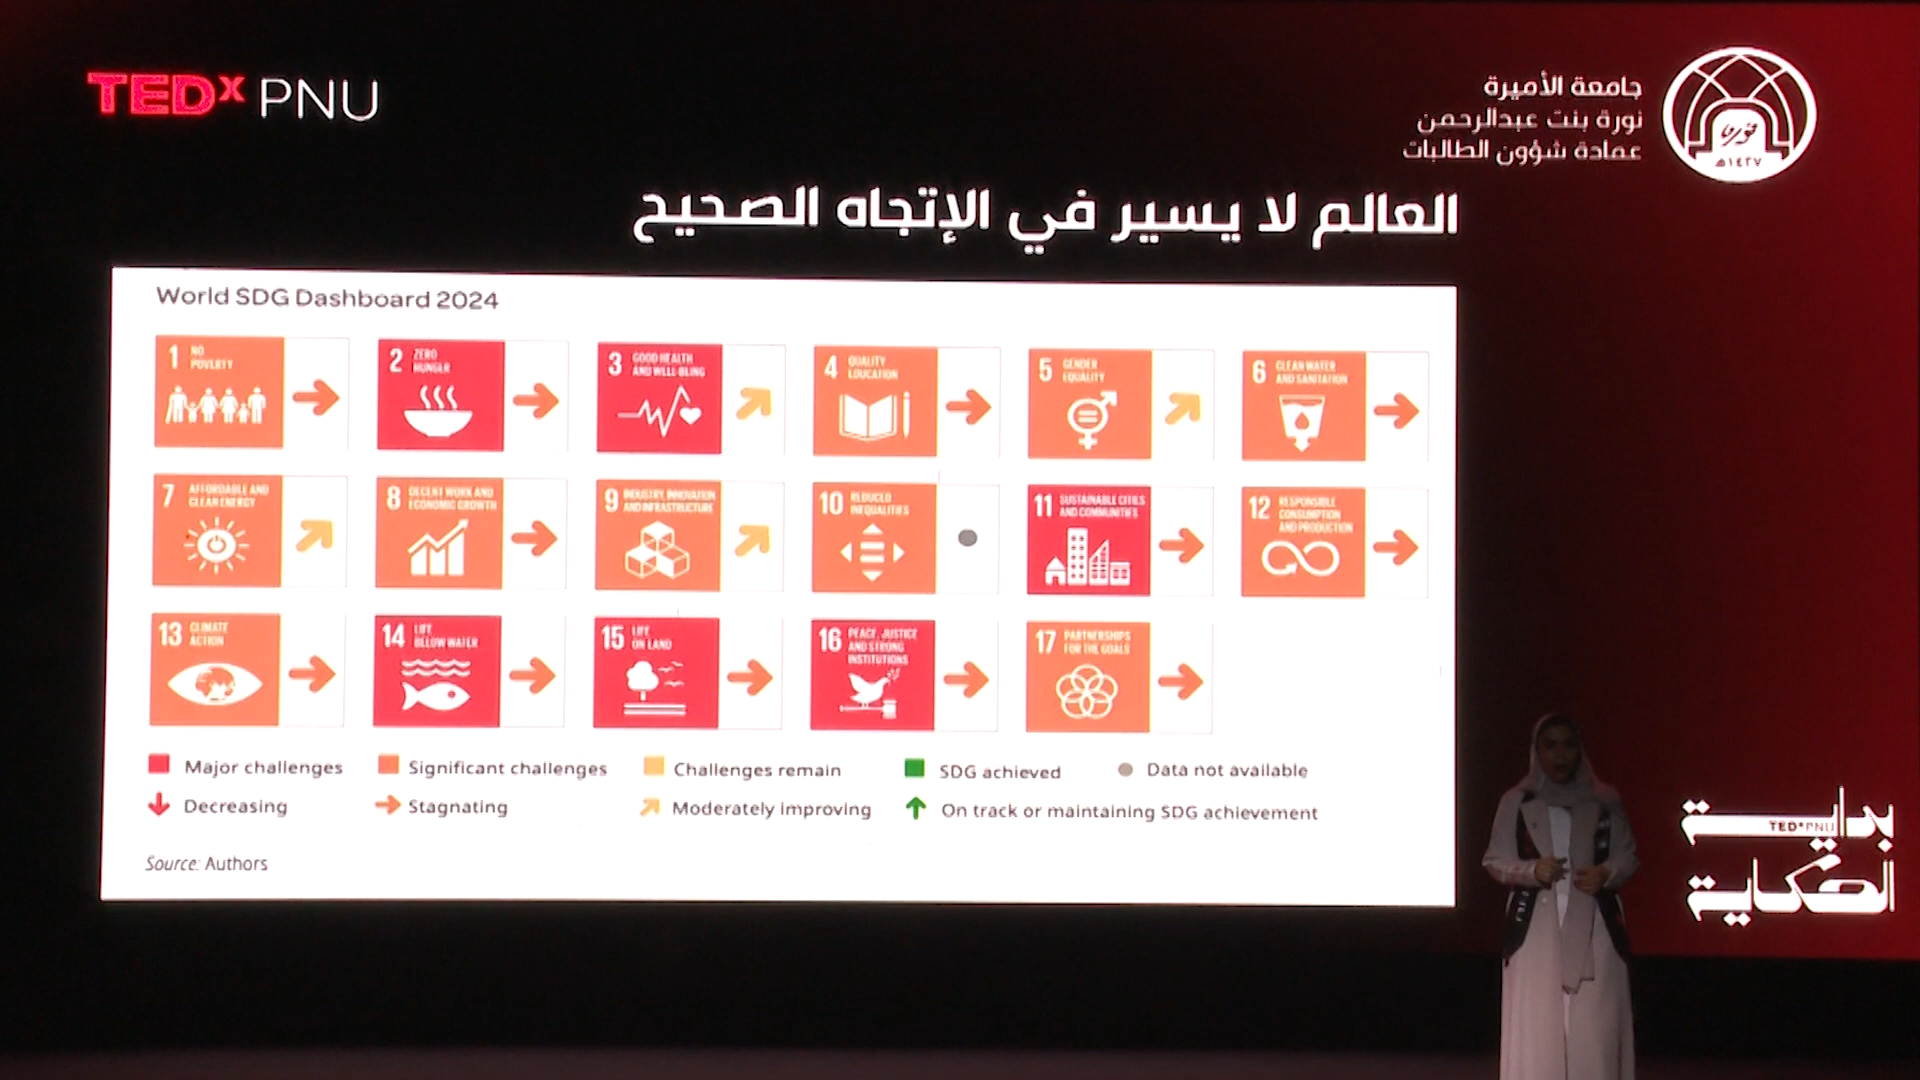 TEDx PNU
جامعة الأميرة
نورة بنت عبدالرحمن
عمادة شؤون الطالبات
نورة
١٤٢٧هـ
العالم لا يسير في الإتجاه الصحيح
World SDG Dashboard 2024
1 NO POVERTY
2 ZERO HUNGER
3 GOOD HEALTH AND WELL-BEING
4 QUALITY EDUCATION
5 GENDER EQUALITY
6 CLEAN WATER AND SANITATION
7 AFFORDABLE AND CLEAN ENERGY
8 DECENT WORK AND ECONOMIC GROWTH
9 INDUSTRY, INNOVATION AND INFRASTRUCTURE
10 REDUCED INEQUALITIES
11 SUSTAINABLE CITIES AND COMMUNITIES
12 RESPONSIBLE CONSUMPTION AND PRODUCTION
13 CLIMATE ACTION
14 LIFE BELOW WATER
15 LIFE ON LAND
16 PEACE, JUSTICE AND STRONG INSTITUTIONS
17 PARTNERSHIPS FOR THE GOALS
Major challenges
Significant challenges
Challenges remain
SDG achieved
Data not available
Decreasing
Stagnating
Moderately improving
On track or maintaining SDG achievement
Source: Authors
بداية
TEDxPNU
الحكاية